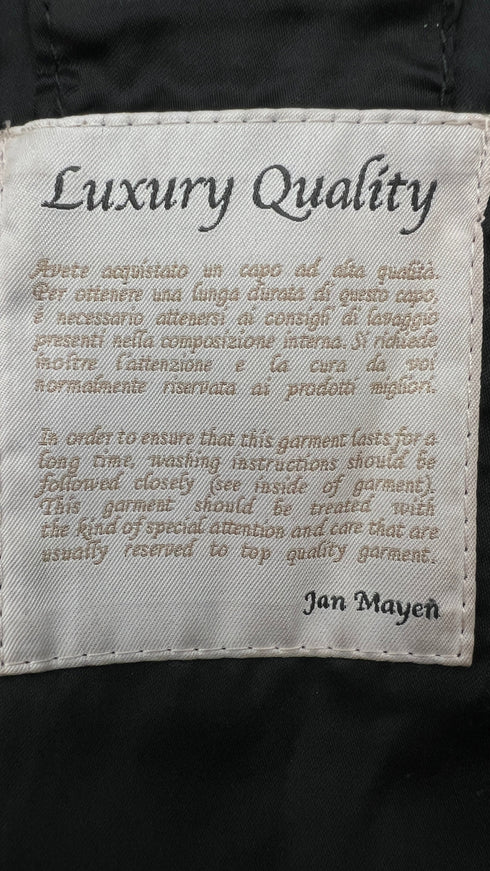 Luxury Quality
Avete acquistato un capo ad alta qualità.
Per ottenere una lunga durata di questo capo,
è necessario attenersi ai consigli di lavaggio
presenti nella composizione interna. Si richiede
inoltre l'attenzione e la cura da voi
normalmente riservata ai prodotti migliori.
In order to ensure that this garment lasts for a
long time, washing instructions should be
followed closely (see inside of garment).
This garment should be treated with
the kind of special attention and care that are
usually reserved to top quality garment.
Jan Mayen